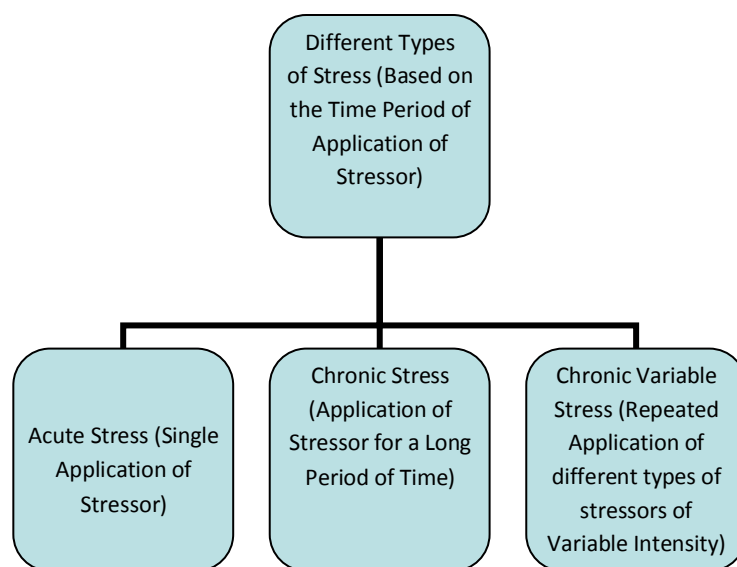 Different Types
of Stress (Based on
the Time Period of
Application of
Stressor)
Acute Stress (Single
Application of
Stressor)
Chronic Stress
(Application of
Stressor for a Long
Period of Time)
Chronic Variable
Stress (Repeated
Application of
different types of
stressors of
Variable Intensity)